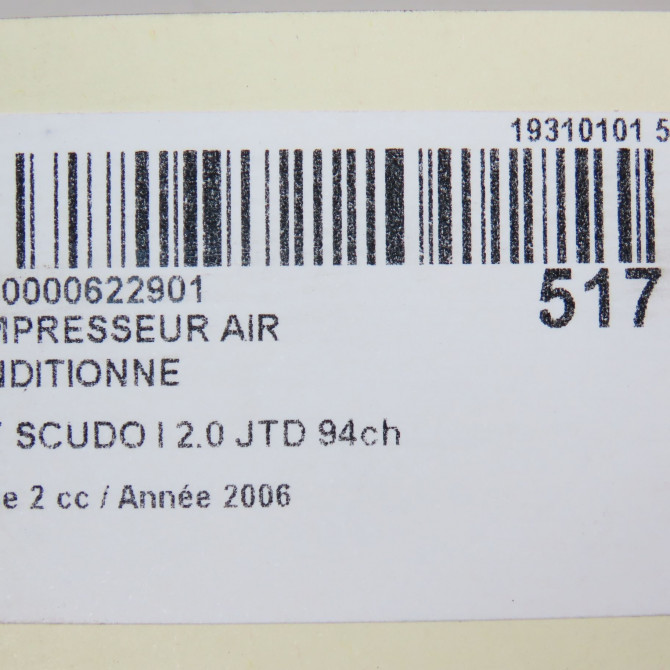 19310101 5
0000622901
517
MPRESSEUR AIR
NDITIONNE
SCUDO I 2.0 JTD 94ch
e 2 cc / Année 2006